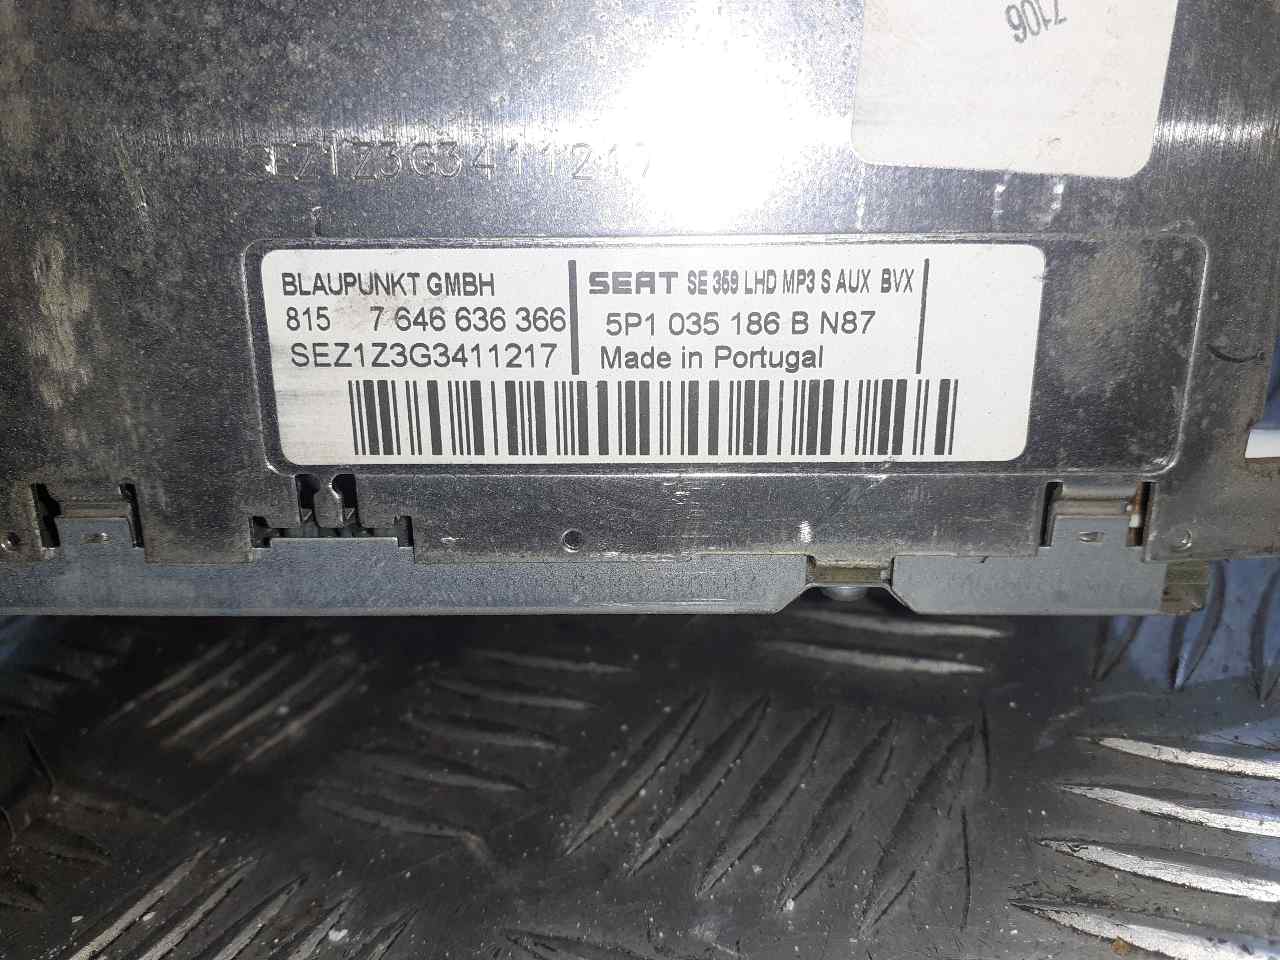 7106
SEZ1Z3G3411217
BLAUPUNKT GMBH
815 7 646 636 366
SEZ1Z3G3411217
SEAT SE 359 LHD MP3 S AUX BVX
5P1 035 186 B N87
Made in Portugal